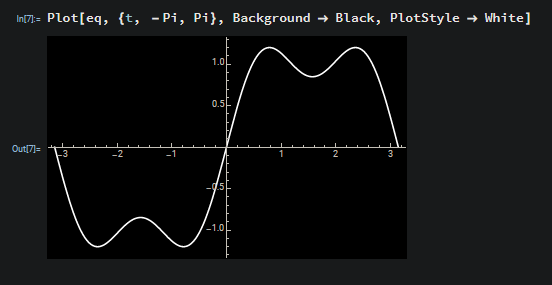 In[7]:= Plot[eq, {t, -Pi, Pi}, Background → Black, PlotStyle → White]
1.0
0.5
Out[7]= -3 -2 -1 1 2 3
-0.5
-1.0